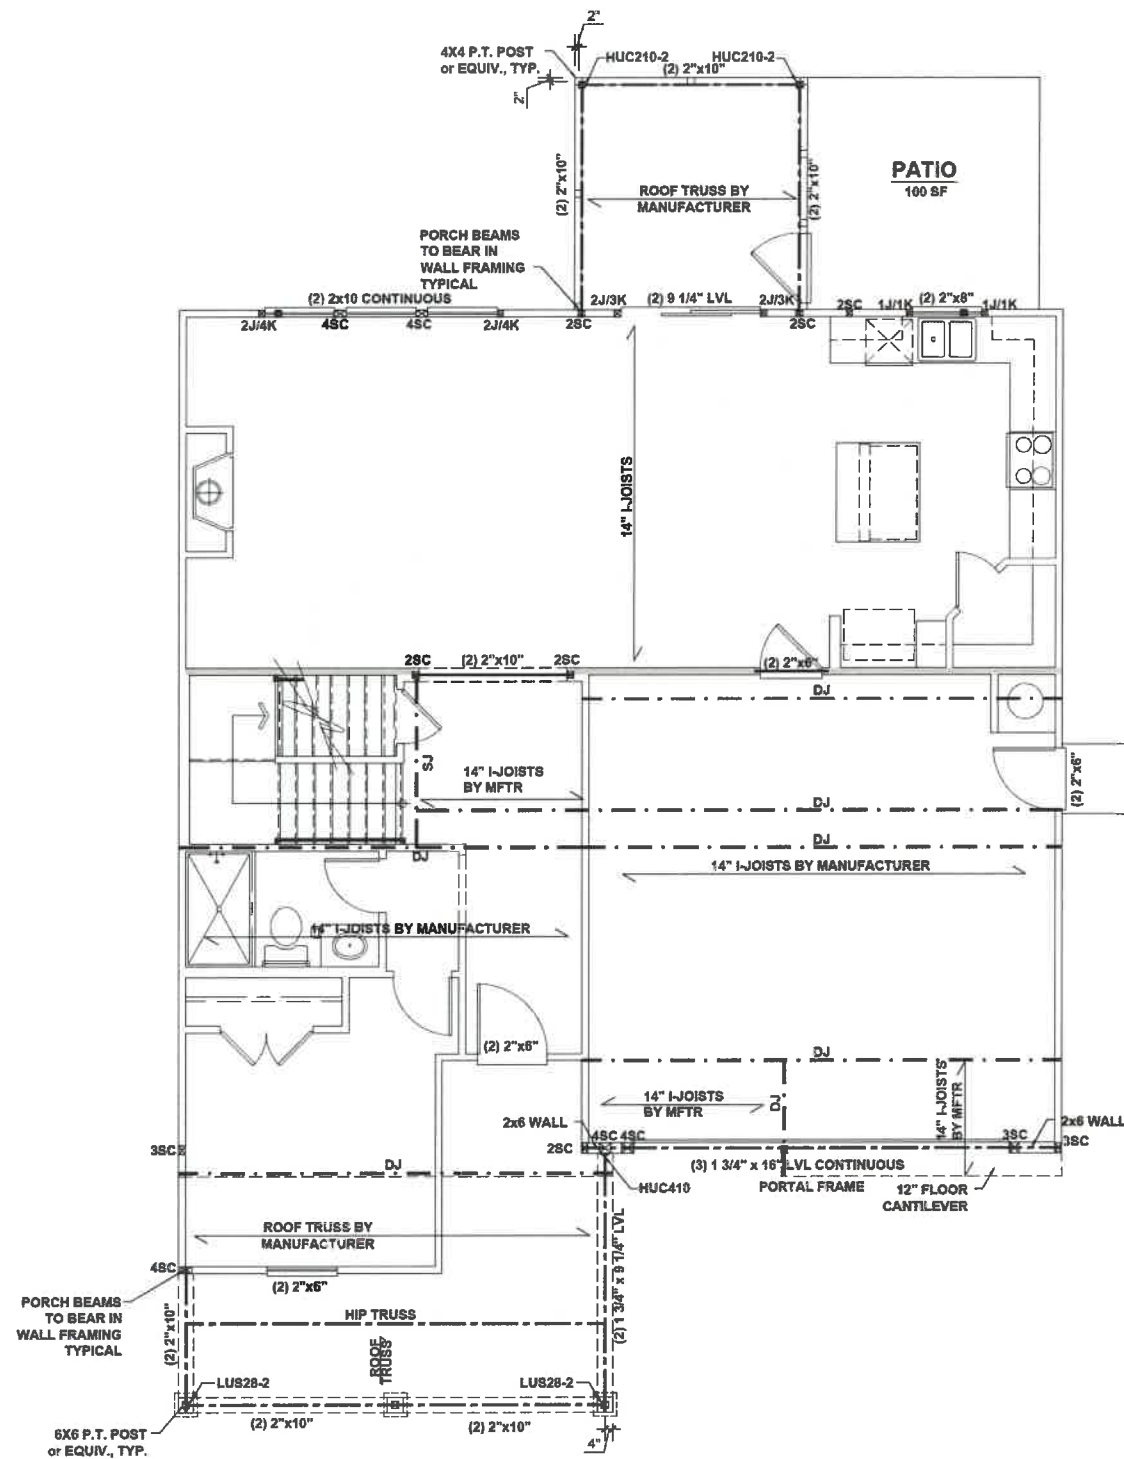 2"
4X4 P.T. POST
or EQUIV., TYP.
HUC210-2
HUC210-2
(2) 2"x10"
2"
(2) 2"x10"
ROOF TRUSS BY
MANUFACTURER
(2) 2"x10"
PATIO
100 SF
PORCH BEAMS
TO BEAR IN
WALL FRAMING
TYPICAL
(2) 2x10 CONTINUOUS
2J/3K
(2) 9 1/4" LVL
2J/3K
2SC
1J/1K
(2) 2"x8"
1J/1K
2J/4K
4SC
4SC
2J/4K
2SC
2SC
14" I-JOISTS
2SC
(2) 2"x10"
2SC
(2) 2"x6"
DJ
SJ
14" I-JOISTS
BY MFTR
(2) 2"x6"
DJ
DJ
DJ
14" I-JOISTS BY MANUFACTURER
14" I-JOISTS BY MANUFACTURER
(2) 2"x6"
DJ
14" I-JOISTS
BY MFTR
DJ
14" I-JOISTS
BY MFTR
2x6 WALL
2x6 WALL
3SC
2SC
4SC
4SC
3SC
3SC
(3) 1 3/4" x 16" LVL CONTINUOUS
DJ
HUC410
PORTAL FRAME
12" FLOOR
CANTILEVER
ROOF TRUSS BY
MANUFACTURER
(2) 1 3/4" x 9 1/4" LVL
4SC
(2) 2"x6"
PORCH BEAMS
TO BEAR IN
WALL FRAMING
TYPICAL
(2) 2"x10"
HIP TRUSS
ROOF
TRUSS
LUS28-2
LUS28-2
(2) 2"x10"
(2) 2"x10"
6X6 P.T. POST
or EQUIV., TYP.
4"